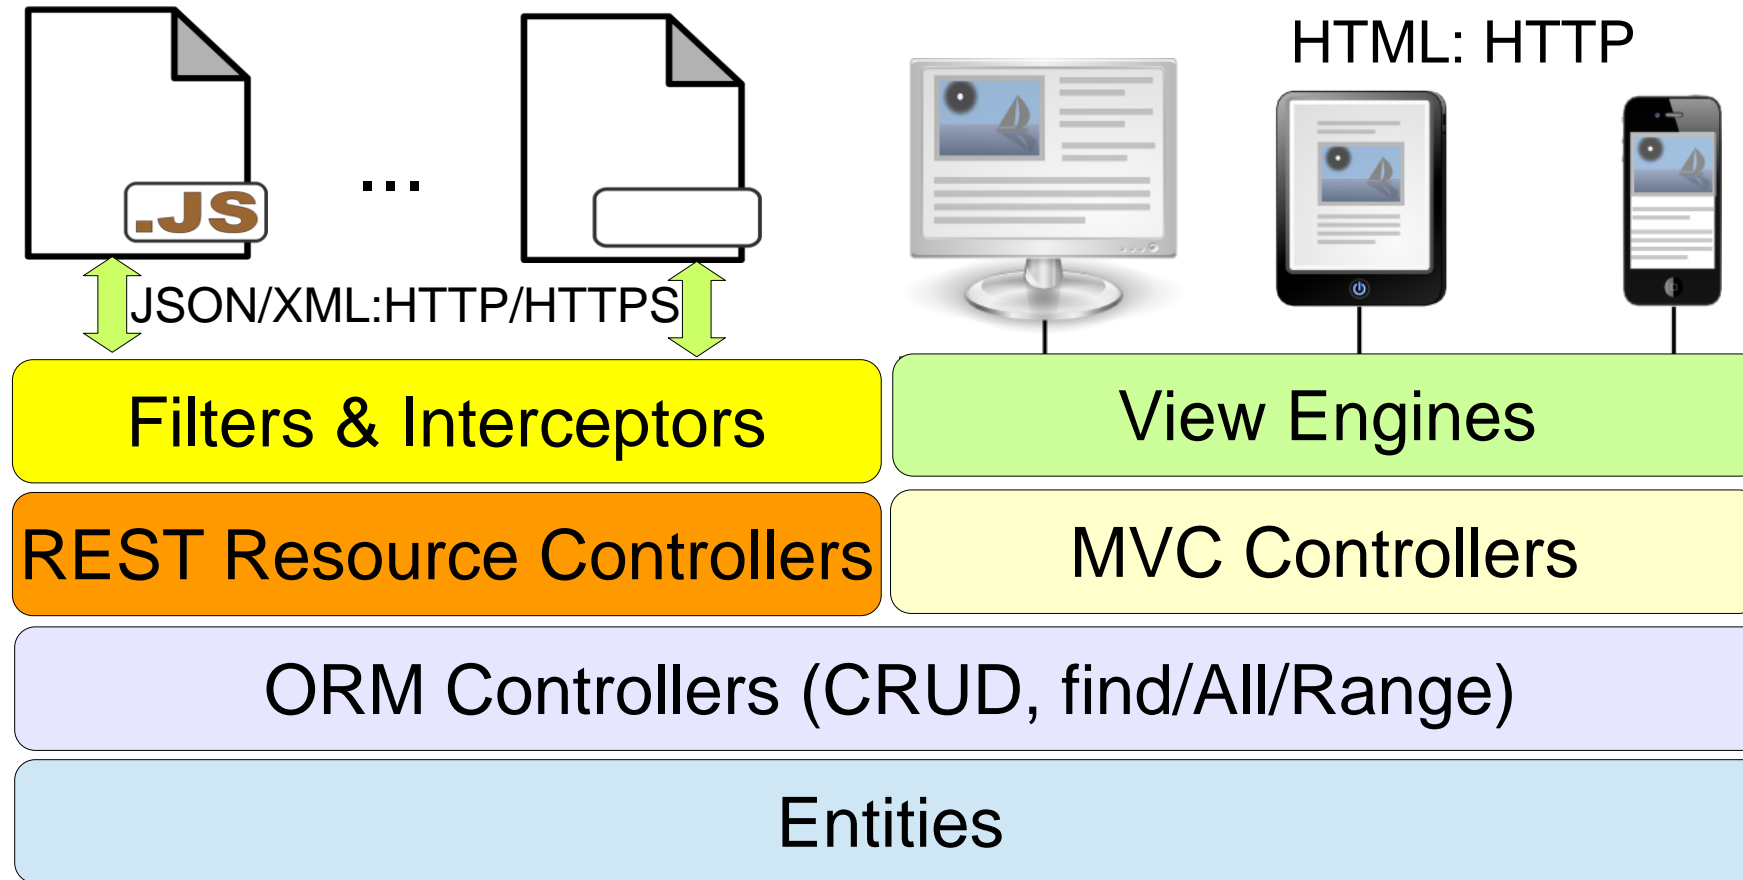 HTML: HTTP
.JS
...
JSON/XML:HTTP/HTTPS
Filters & Interceptors
View Engines
REST Resource Controllers
MVC Controllers
ORM Controllers (CRUD, find/All/Range)
Entities